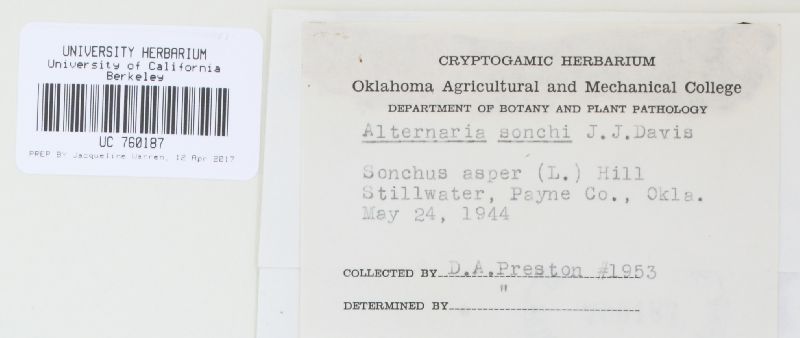 UNIVERSITY HERBARIUM
University of California
Berkeley
UC 760187
PREP BY Jacqueline Warren, 12 Apr 2017
CRYPTOGAMIC HERBARIUM
Oklahoma Agricultural and Mechanical College
DEPARTMENT OF BOTANY AND PLANT PATHOLOGY
Alternaria sonchi J.J.Davis
Sonchus asper (L.) Hill
Stillwater, Payne Co., Okla.
May 24, 1944
COLLECTED BY D.A.Preston #1953
DETERMINED BY "